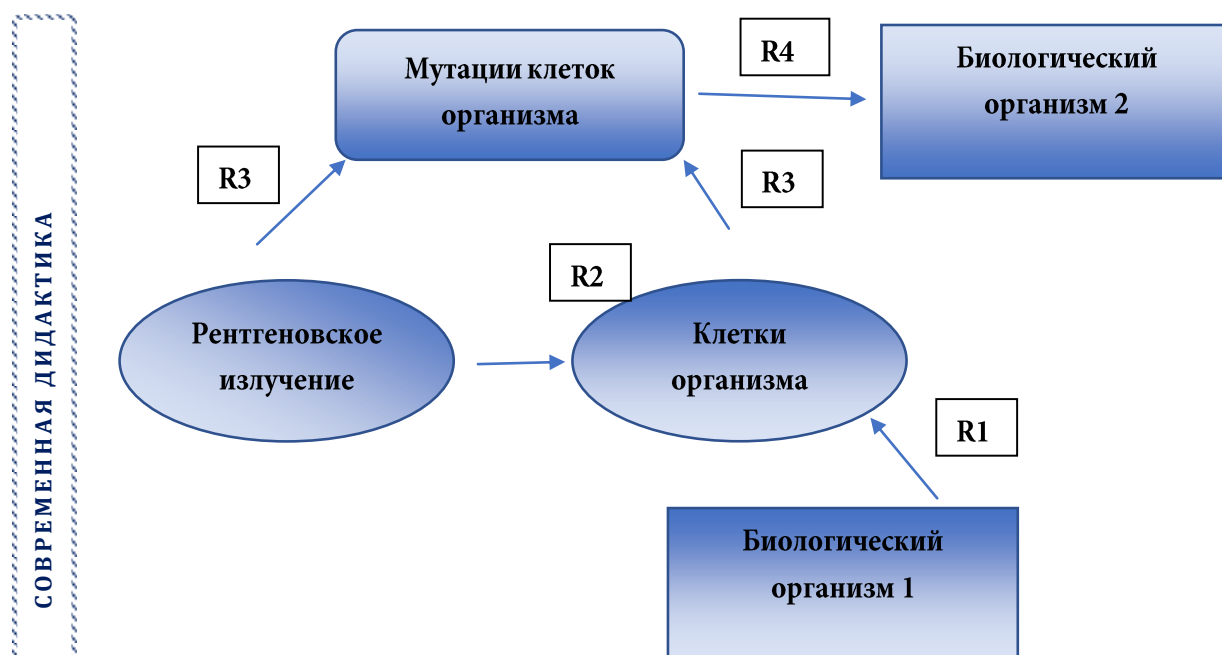 СОВРЕМЕННАЯ ДИДАКТИКА
Мутации клеток
организма
R4
Биологический
организм 2
R3
R3
R2
Рентгеновское
излучение
Клетки
организма
R1
Биологический
организм 1